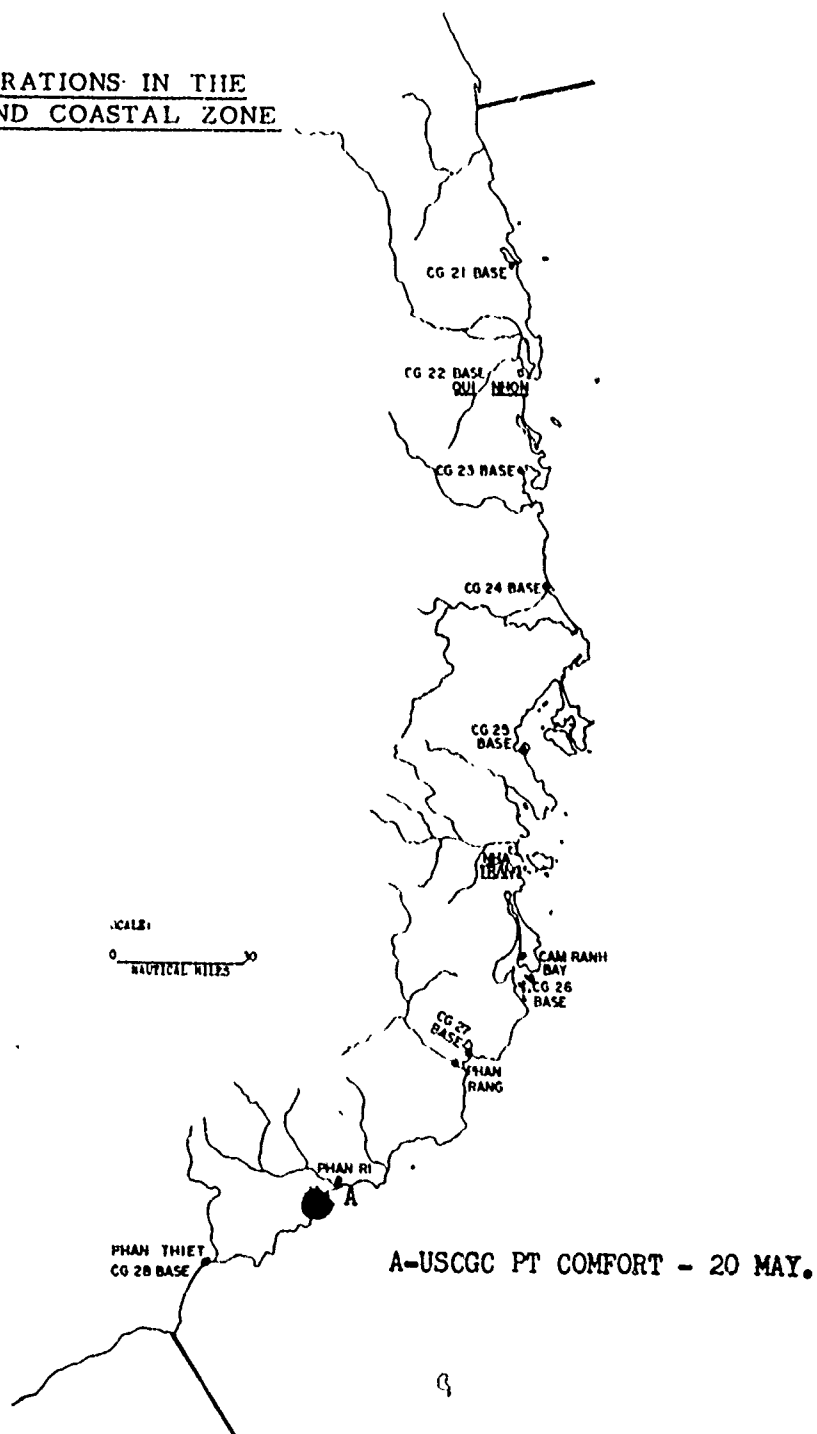 RATIONS IN THE
ND COASTAL ZONE
CG 21 BASE
CG 22 BASE
QUI NHON
CG 23 BASE
CG 24 BASE
CG 25
BASE
NHA
CAM RANH
BAY
CG 26
BASE
CG 27
BASE
PHAN
RANG
PHAN RI
A
PHAN THIET
CG 28 BASE
NAUTICAL MILES
0
A-USCGC PT COMFORT - 20 MAY.